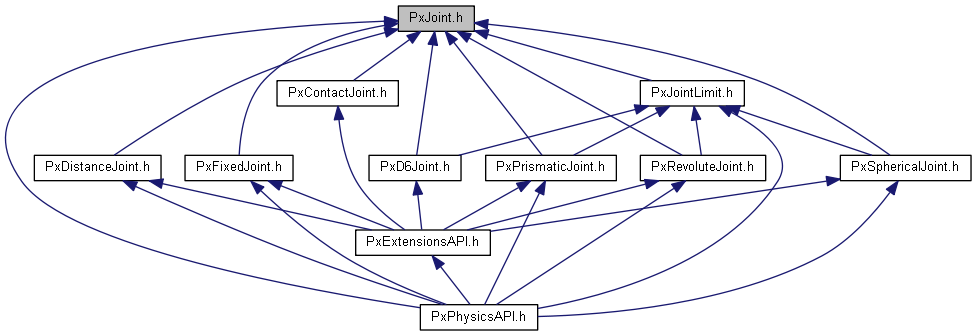 PxJoint.h
PxContactJoint.h
PxJointLimit.h
PxDistanceJoint.h
PxFixedJoint.h
PxD6Joint.h
PxPrismaticJoint.h
PxRevoluteJoint.h
PxSphericalJoint.h
PxExtensionsAPI.h
PxPhysicsAPI.h